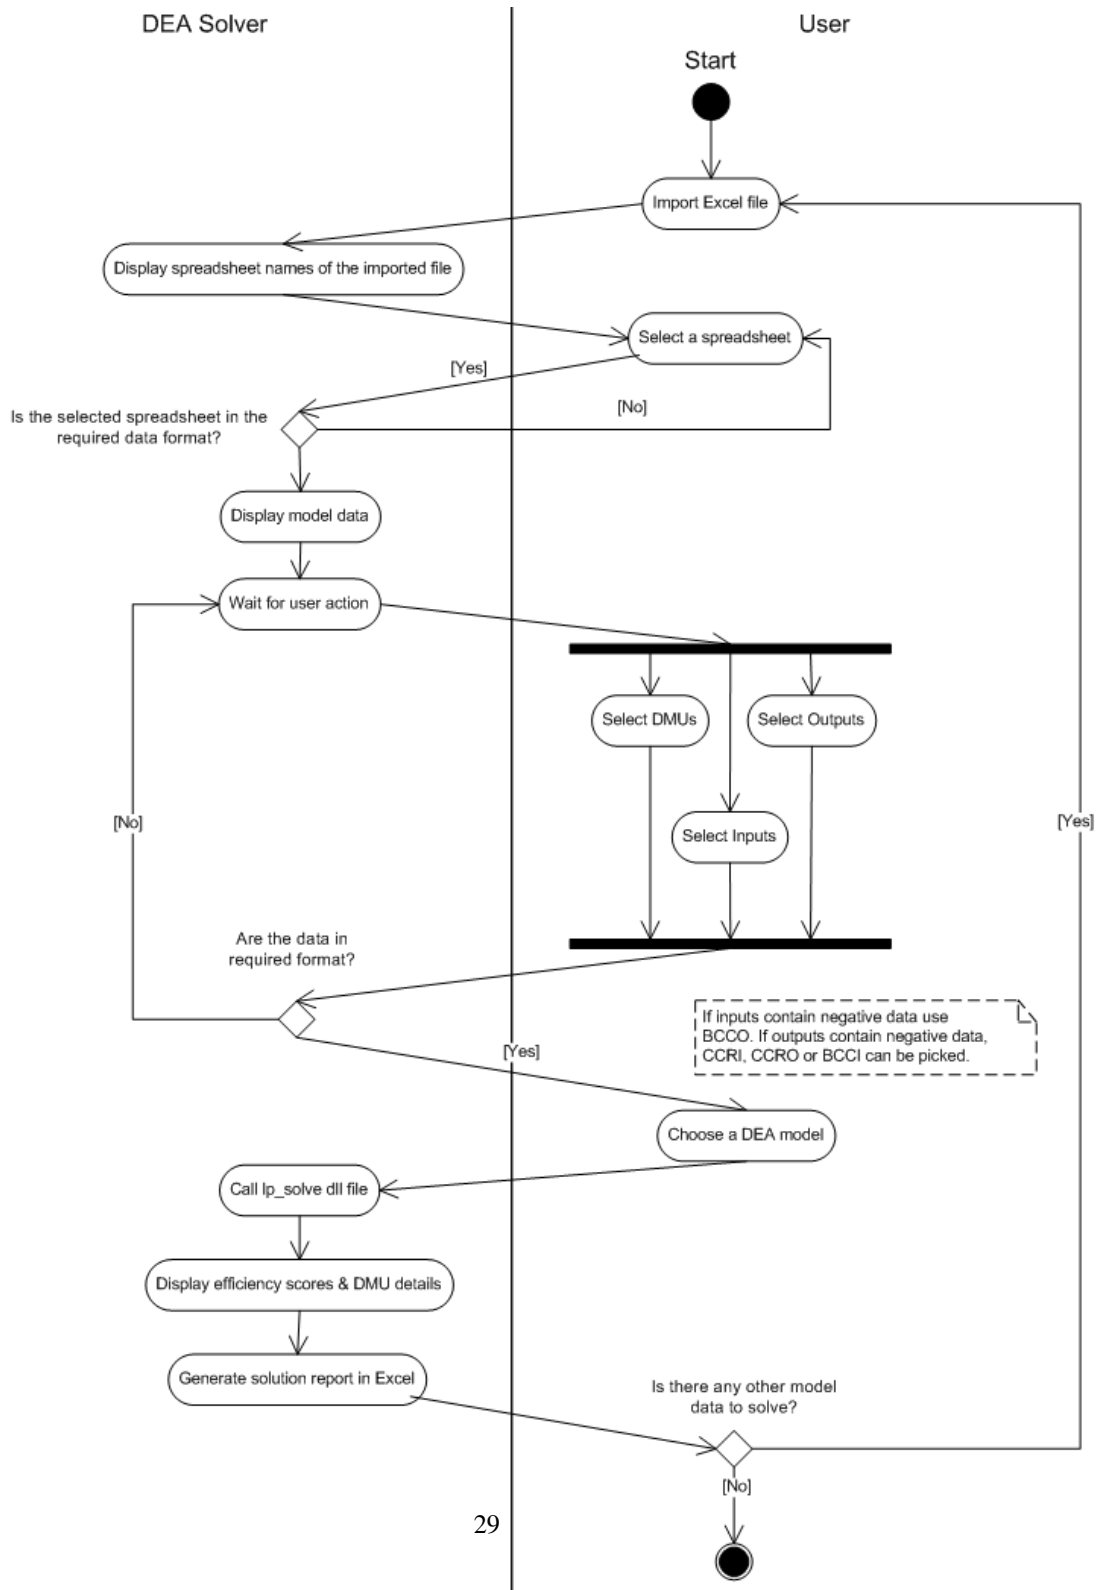 DEA Solver
User
Start
Import Excel file
Display spreadsheet names of the imported file
Select a spreadsheet
[Yes]
[No]
Is the selected spreadsheet in the
required data format?
Display model data
Wait for user action
Select DMUs
Select Outputs
[No]
[Yes]
Select Inputs
Are the data in
required format?
If inputs contain negative data use
BCCO. If outputs contain negative data,
CCRI, CCRO or BCCI can be picked.
[Yes]
Choose a DEA model
Call lp_solve dll file
Display efficiency scores & DMU details
Generate solution report in Excel
Is there any other model
data to solve?
[No]
29